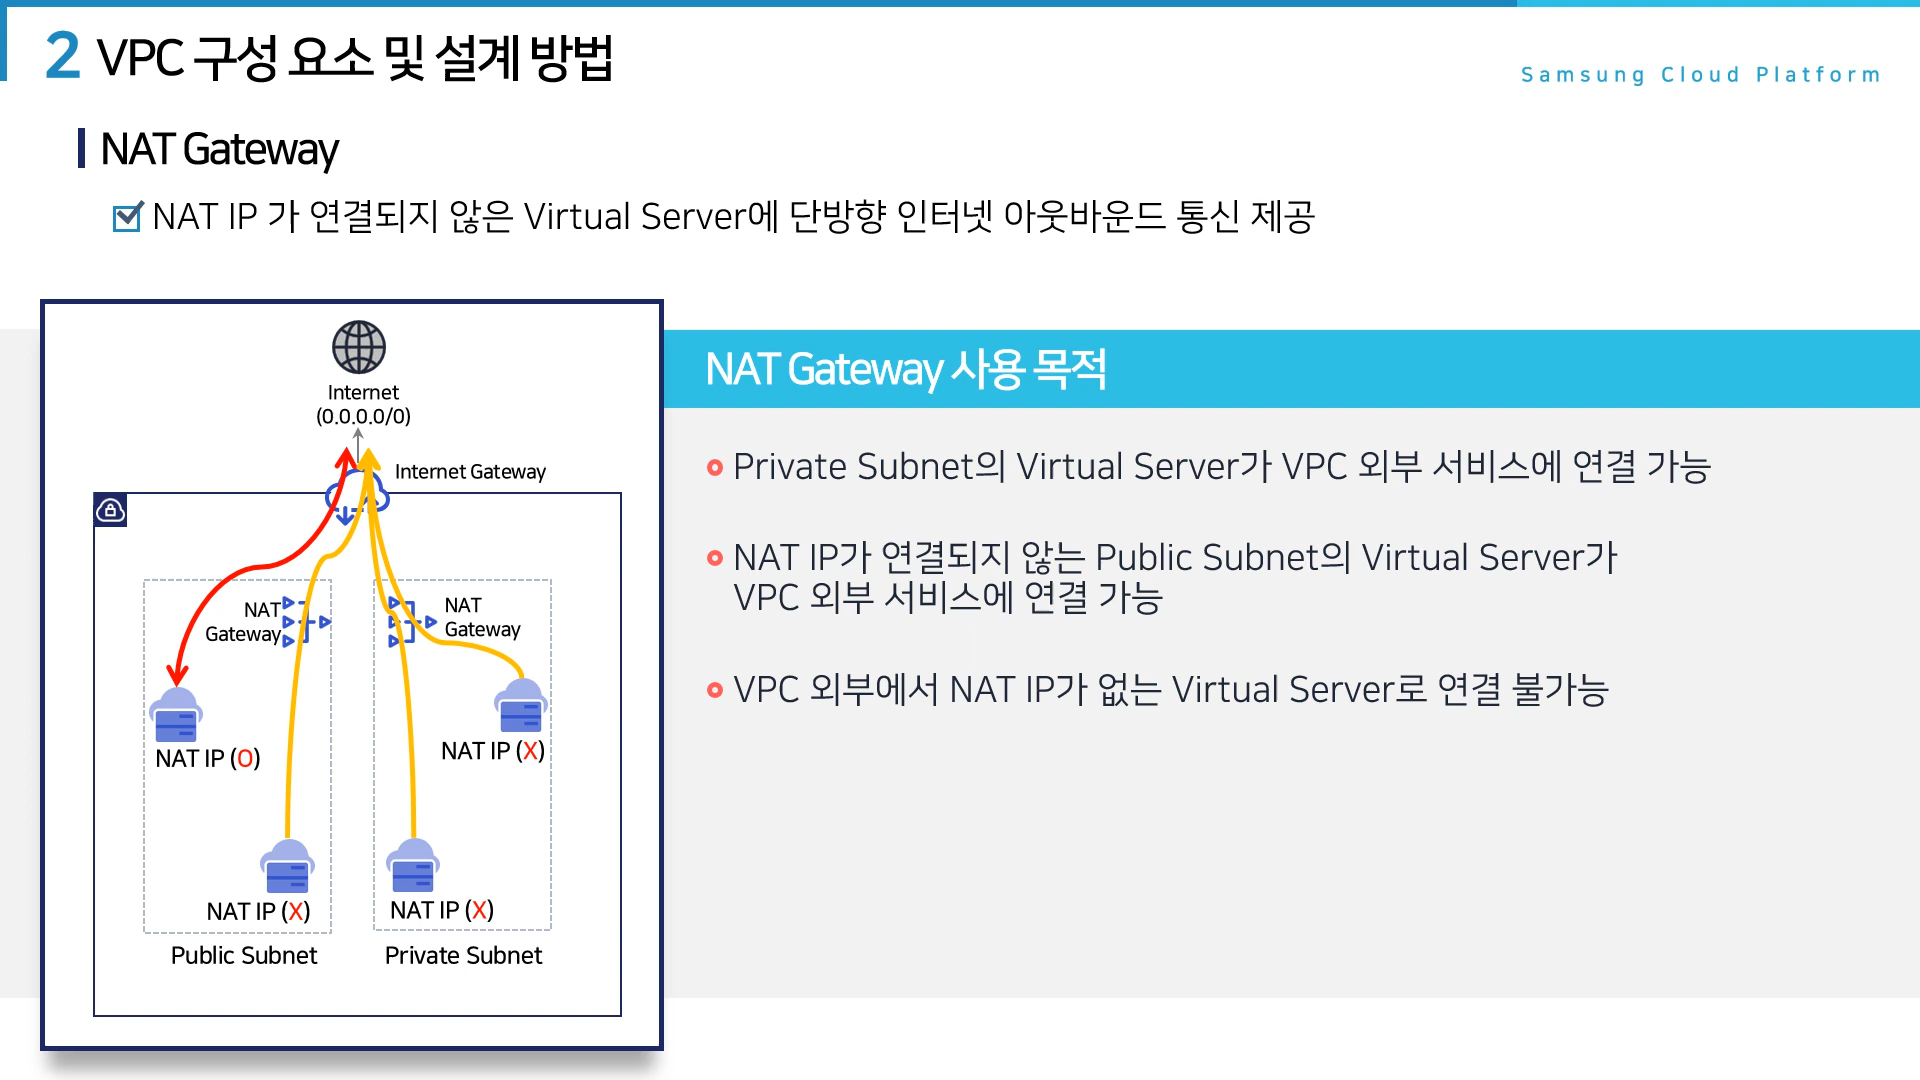 2 VPC 구성 요소 및 설계 방법
Samsung Cloud Platform
NAT Gateway
NAT IP 가 연결되지 않은 Virtual Server에 단방향 인터넷 아웃바운드 통신 제공
Internet
(0.0.0.0/0)
Internet Gateway
NAT
Gateway
NAT
Gateway
NAT IP (O)
NAT IP (X)
NAT IP (X)
NAT IP (X)
Public Subnet
Private Subnet
NAT Gateway 사용 목적
Private Subnet의 Virtual Server가 VPC 외부 서비스에 연결 가능
NAT IP가 연결되지 않는 Public Subnet의 Virtual Server가
VPC 외부 서비스에 연결 가능
VPC 외부에서 NAT IP가 없는 Virtual Server로 연결 불가능